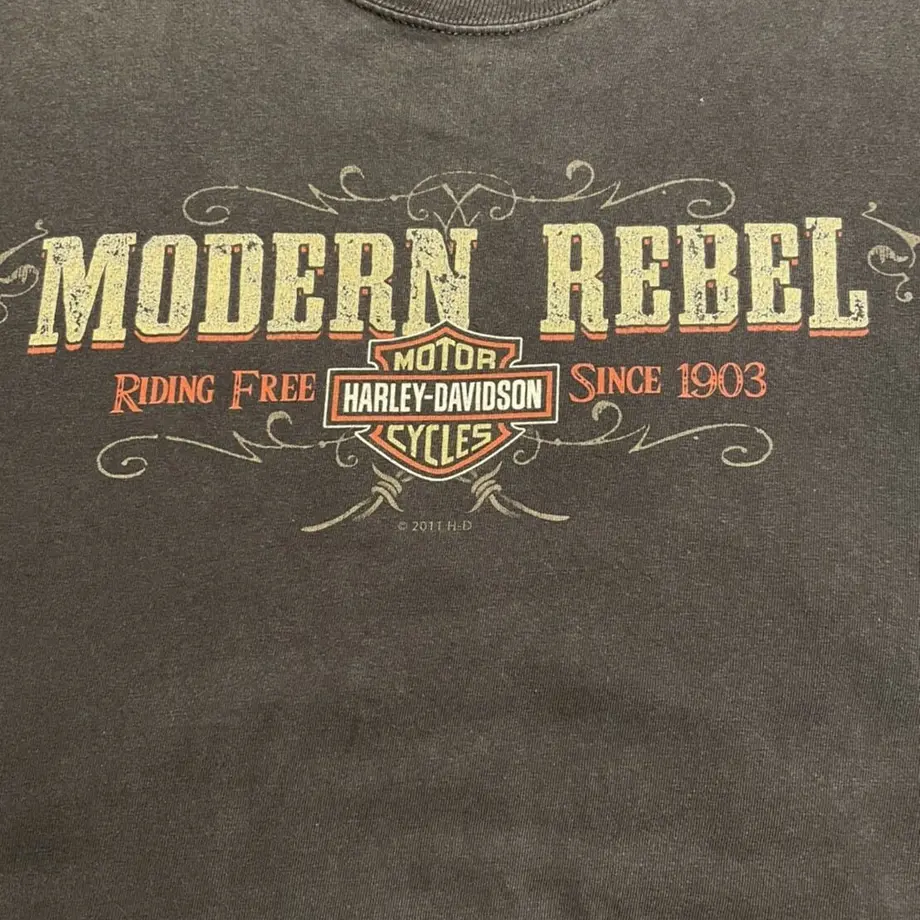 MODERN REBEL
MOTOR
RIDING FREE HARLEY-DAVIDSON SINCE 1903
CYCLES
© 2011 H-D